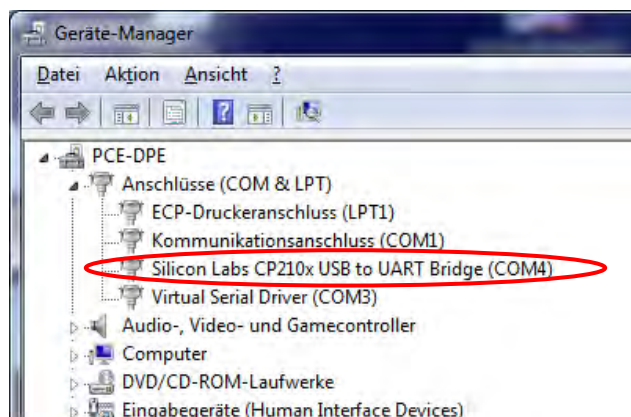 Geräte-Manager
Datei Aktion Ansicht ?
PCE-DPE
Anschlüsse (COM & LPT)
ECP-Druckeranschluss (LPT1)
Kommunikationsanschluss (COM1)
Silicon Labs CP210x USB to UART Bridge (COM4)
Virtual Serial Driver (COM3)
Audio-, Video- und Gamecontroller
Computer
DVD/CD-ROM-Laufwerke
Eingabegeräte (Human Interface Devices)